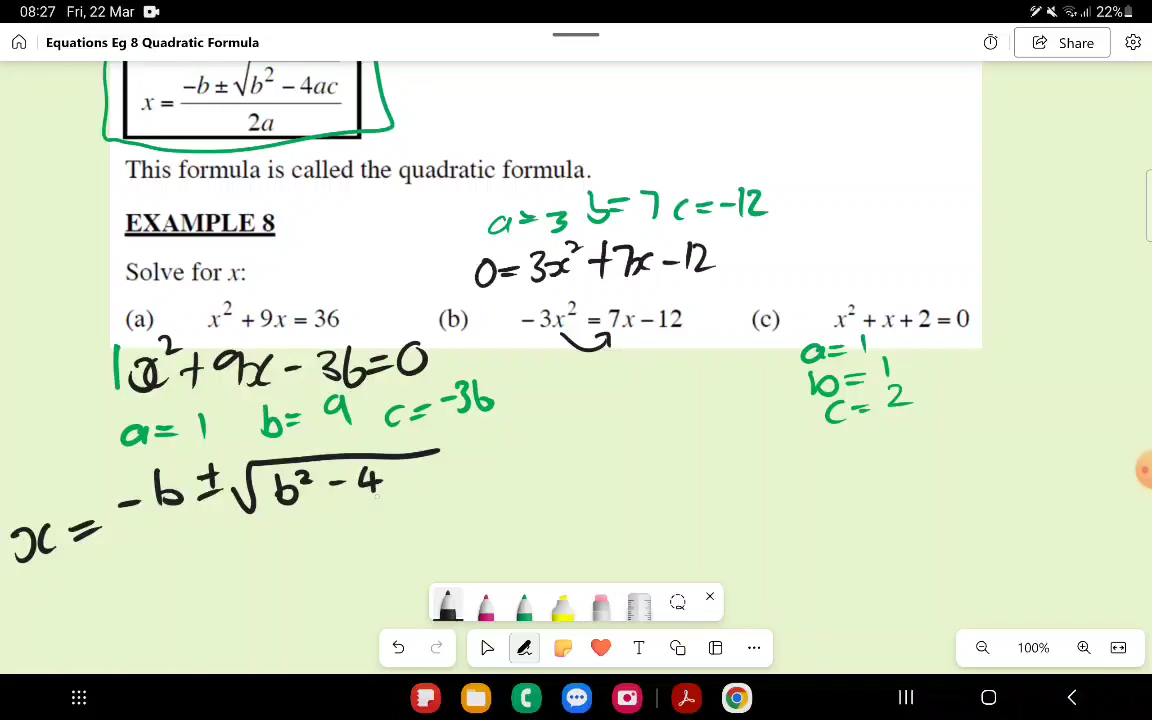 08:27 Fri, 22 Mar 22%
Equations Eg 8 Quadratic Formula Share
x = -b ± √b² - 4ac / 2a
This formula is called the quadratic formula.
a = 3 b = 7 c = -12
EXAMPLE 8
0 = 3x² + 7x - 12
Solve for x:
(a) x² + 9x = 36 (b) - 3x² = 7x - 12 (c) x² + x + 2 = 0
1x² + 9x - 36 = 0
a = 1 b = 9 c = -36
a = 1
b = 1
c = 2
x = -b ± √b² - 4
T
100%